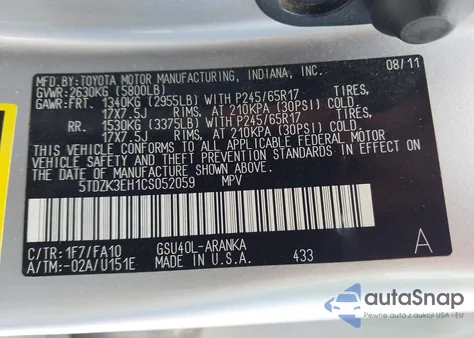 MFD.BY:TOYOTA MOTOR MANUFACTURING, INDIANA, INC. 08/11
GVWR:2630KG (5800LB)
GAWR:FRT. 1340KG (2955LB) WITH P245/65R17 TIRES,
17X7.5J RIMS, AT 210KPA (30PSI) COLD.
RR. 1530KG (3375LB) WITH P245/65R17 TIRES,
17X7.5J RIMS, AT 210KPA (30PSI) COLD.
THIS VEHICLE CONFORMS TO ALL APPLICABLE FEDERAL MOTOR
VEHICLE SAFETY AND THEFT PREVENTION STANDARDS IN EFFECT ON
THE DATE OF MANUFACTURE SHOWN ABOVE.
5TDZK3EH1CS052059 MPV
C/TR: 1F7/FA10 GSU40L-ARANKA A
A/TM:-02A/U151E MADE IN U.S.A. 433
autoSnap
Pewne auta z USA i EU